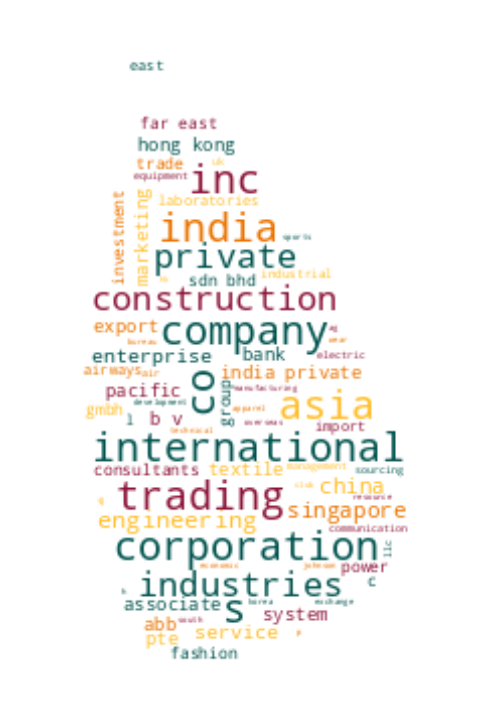 east
far east
hong kong
trade uk
equipment inc
laboratories
investment
marketing
india sports
private
sdn bhd industrial
construction
export company
bureau wear
enterprise bank electric
airways air india private
pacific co group manufacturing
development
gmbh apparel asia
l b v overseas import
technical
international
consultants textile management sourcing
club china
trading resource
singapore
engineering communication
corporation llc
economic johnson power
industries c
associate s korea exchange
south system
abb
pte service
fashion